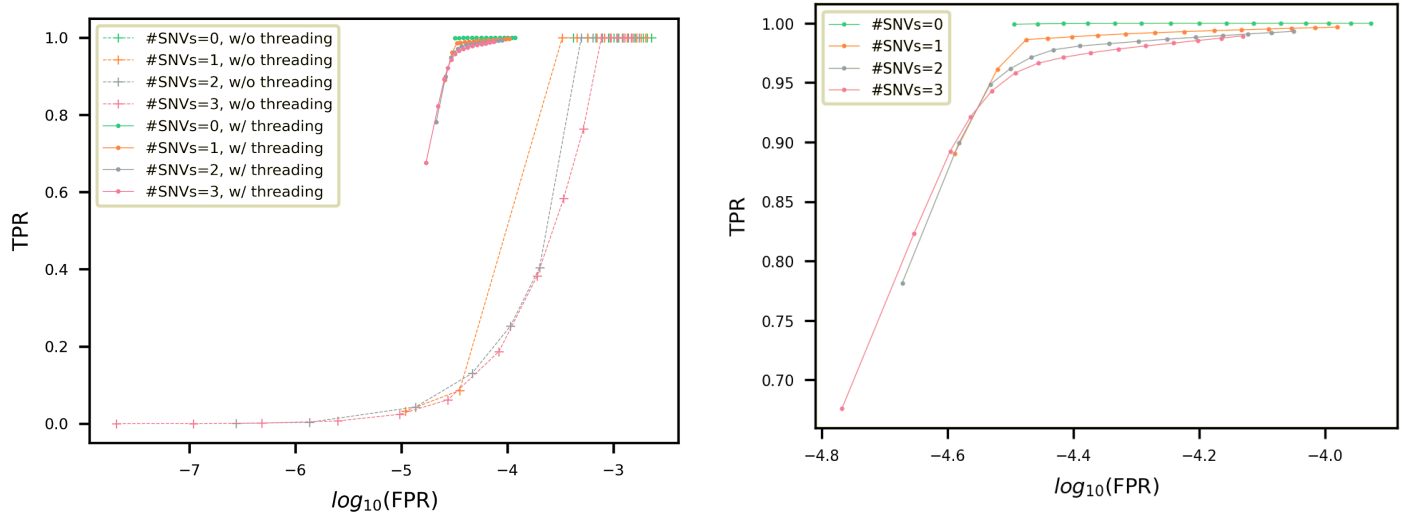 1.0
0.8
0.6
0.4
0.2
0.0
TPR
#SNVs=0, w/o threading
#SNVs=1, w/o threading
#SNVs=2, w/o threading
#SNVs=3, w/o threading
#SNVs=0, w/ threading
#SNVs=1, w/ threading
#SNVs=2, w/ threading
#SNVs=3, w/ threading
−7 −6 −5 −4 −3
log10(FPR)
1.00
0.95
0.90
0.85
0.80
0.75
0.70
TPR
#SNVs=0
#SNVs=1
#SNVs=2
#SNVs=3
−4.8 −4.6 −4.4 −4.2 −4.0
log10(FPR)